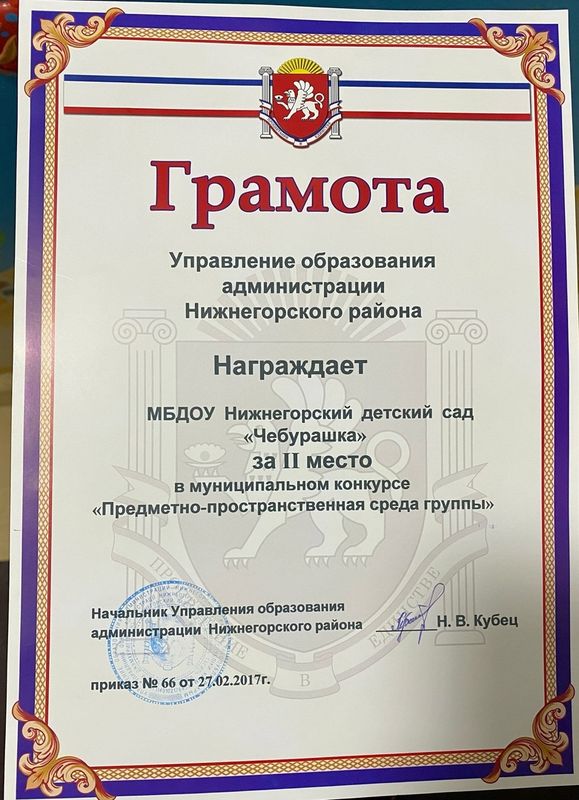 Грамота
Управление образования
администрации
Нижнегорского района
Награждает
МБДОУ Нижнегорский детский сад
«Чебурашка»
за II место
в муниципальном конкурсе
«Предметно-пространственная среда группы»
Начальник Управления образования
администрации Нижнегорского района
Н. В. Кубец
приказ № 66 от 27.02.2017г.